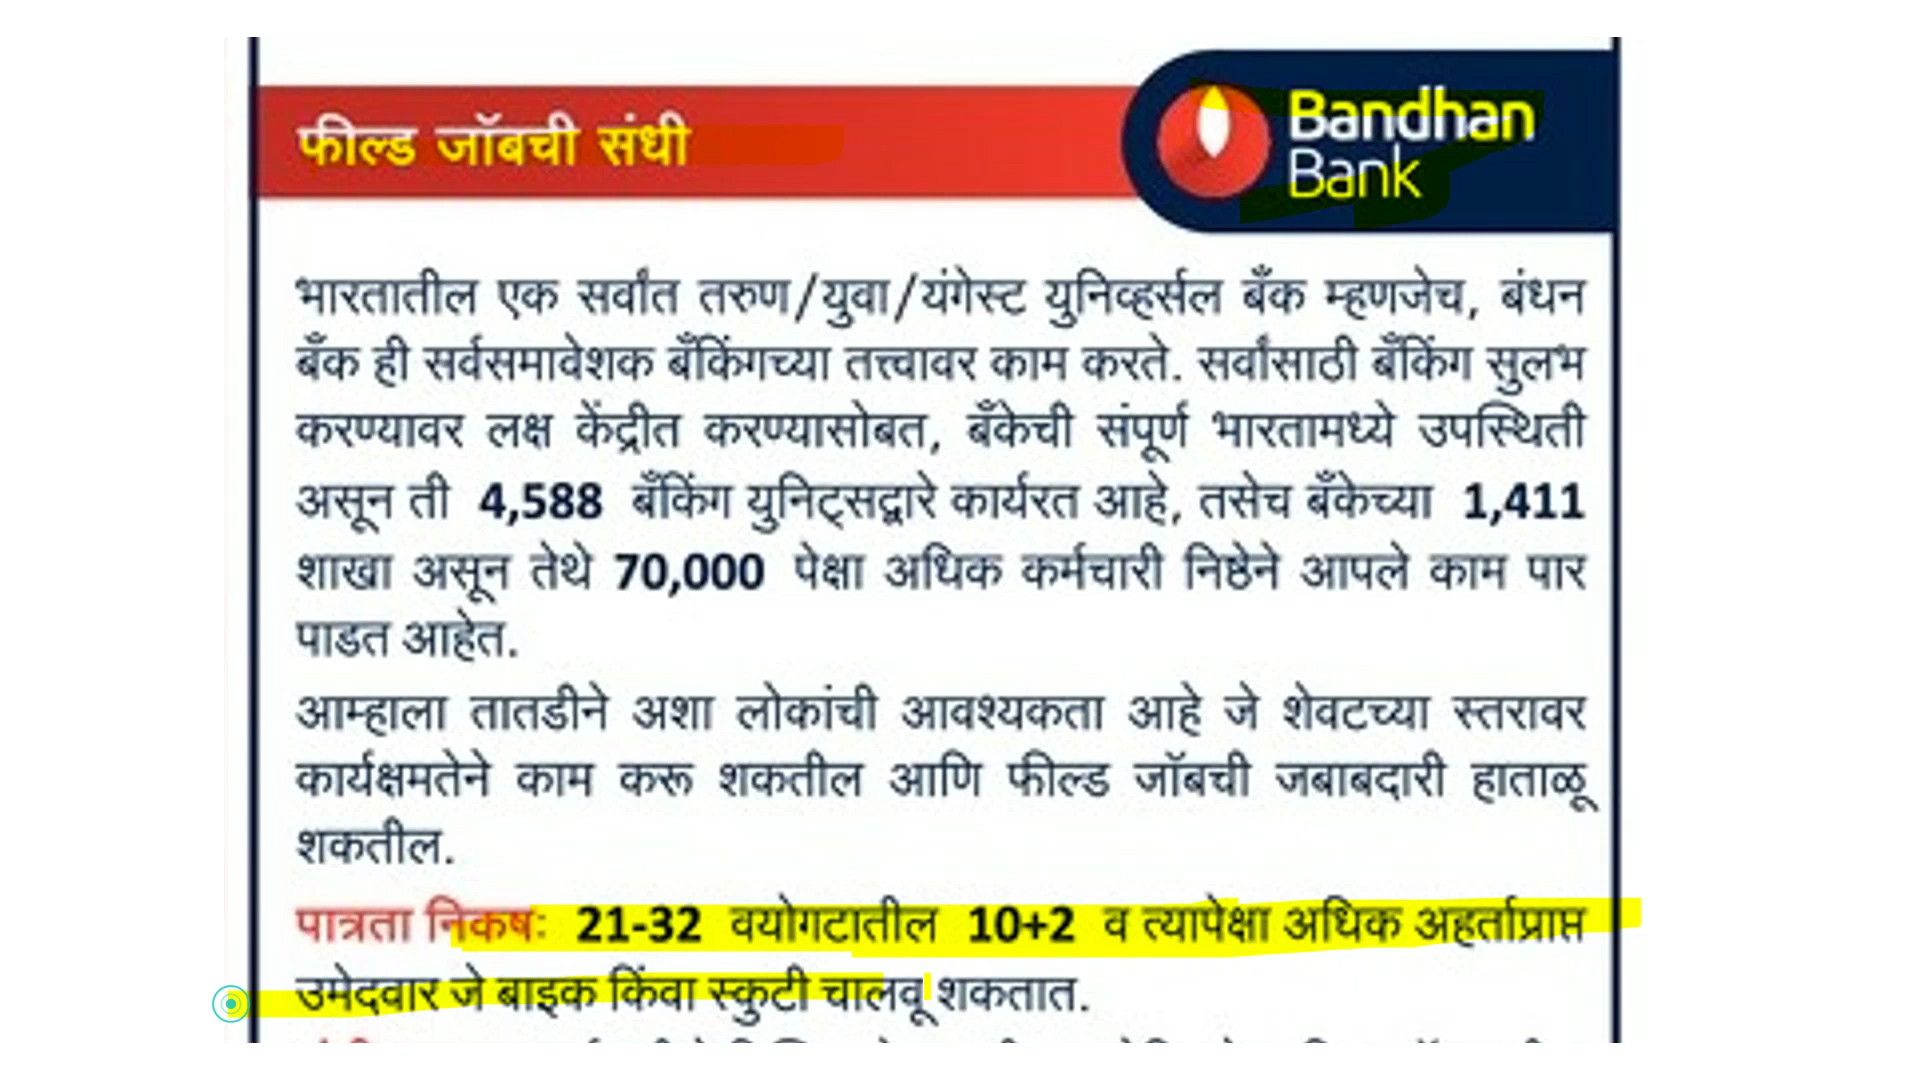 फील्ड जॉबची संधी
Bandhan
Bank
भारतातील एक सर्वांत तरुण/युवा/यंगेस्ट युनिव्हर्सल बँक म्हणजेच, बंधन
बँक ही सर्वसमावेशक बँकिंगच्या तत्त्वावर काम करते. सर्वांसाठी बँकिंग सुलभ
करण्यावर लक्ष केंद्रीत करण्यासोबत, बँकेची संपूर्ण भारतामध्ये उपस्थिती
असून ती 4,588 बँकिंग युनिट्सद्वारे कार्यरत आहे, तसेच बँकेच्या 1,411
शाखा असून तेथे 70,000 पेक्षा अधिक कर्मचारी निष्ठेने आपले काम पार
पाडत आहेत.
आम्हाला तातडीने अशा लोकांची आवश्यकता आहे जे शेवटच्या स्तरावर
कार्यक्षमतेने काम करू शकतील आणि फील्ड जॉबची जबाबदारी हाताळू
शकतील.
पात्रता निकष: 21-32 वयोगटातील 10+2 व त्यापेक्षा अधिक अहर्ताप्राप्त
उमेदवार जे बाइक किंवा स्कुटी चालवू शकतात.